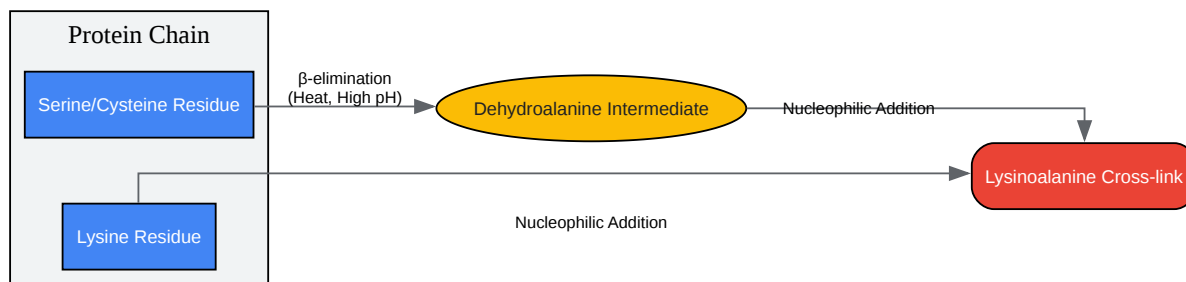 Protein Chain
Serine/Cysteine Residue
β-elimination
(Heat, High pH)
Dehydroalanine Intermediate
Nucleophilic Addition
Lysinoalanine Cross-link
Lysine Residue
Nucleophilic Addition